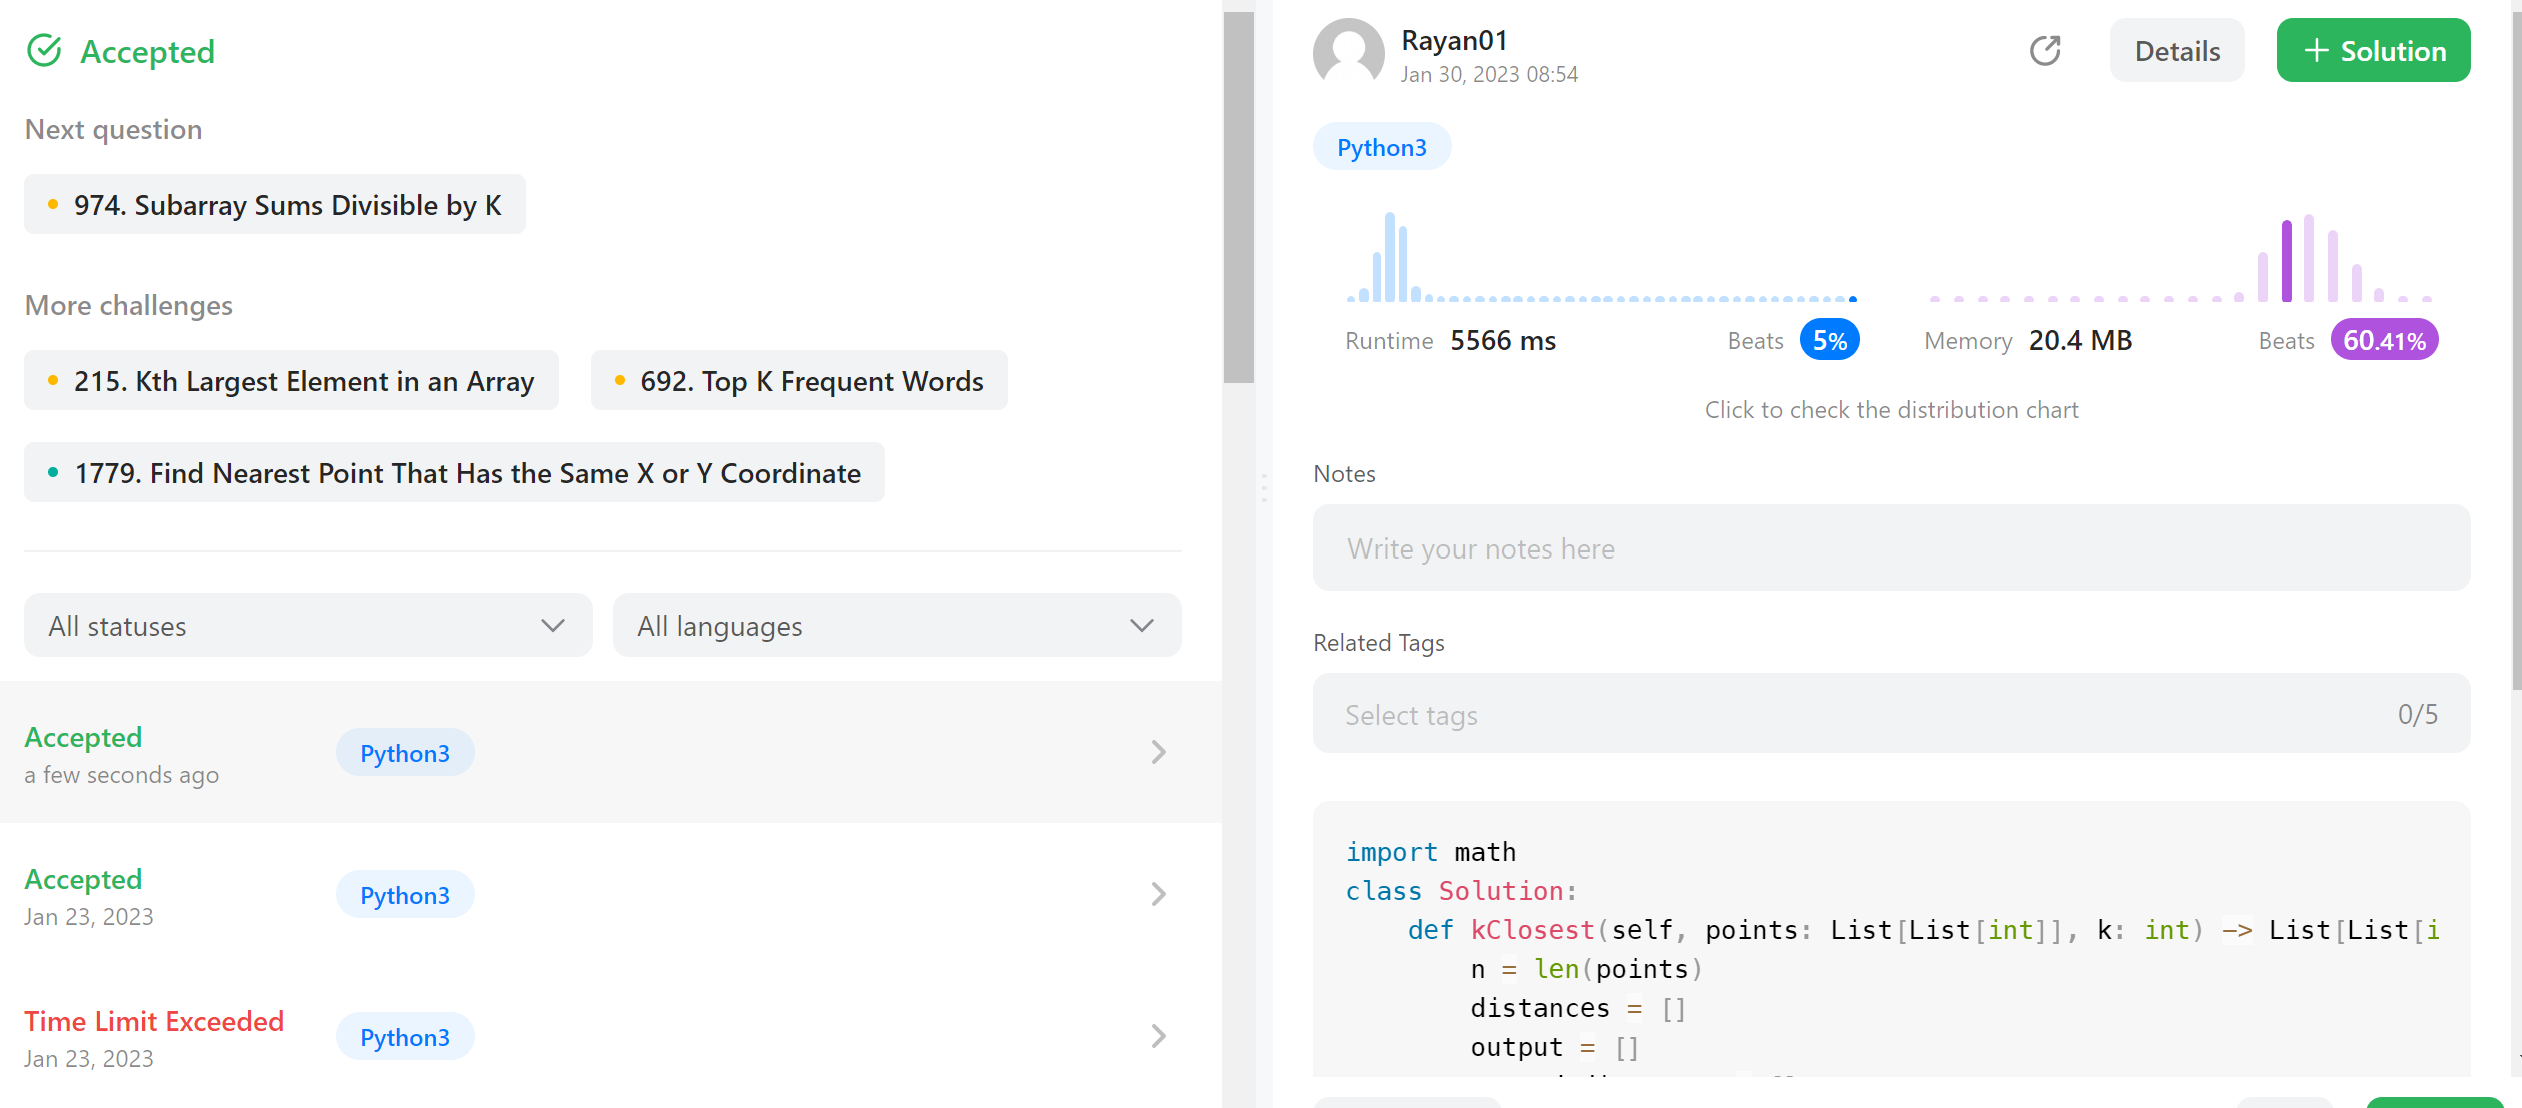 Accepted
Next question
974. Subarray Sums Divisible by K
More challenges
215. Kth Largest Element in an Array
692. Top K Frequent Words
1779. Find Nearest Point That Has the Same X or Y Coordinate
All statuses
All languages
Accepted
a few seconds ago
Python3
Accepted
Jan 23, 2023
Python3
Time Limit Exceeded
Jan 23, 2023
Python3
Rayan01
Jan 30, 2023 08:54
Details
+ Solution
Python3
Runtime 5566 ms Beats 5%
Memory 20.4 MB Beats 60.41%
Click to check the distribution chart
Notes
Write your notes here
Related Tags
Select tags 0/5
import math
class Solution:
    def kClosest(self, points: List[List[int]], k: int) -> List[List[i
        n = len(points)
        distances = []
        output = []